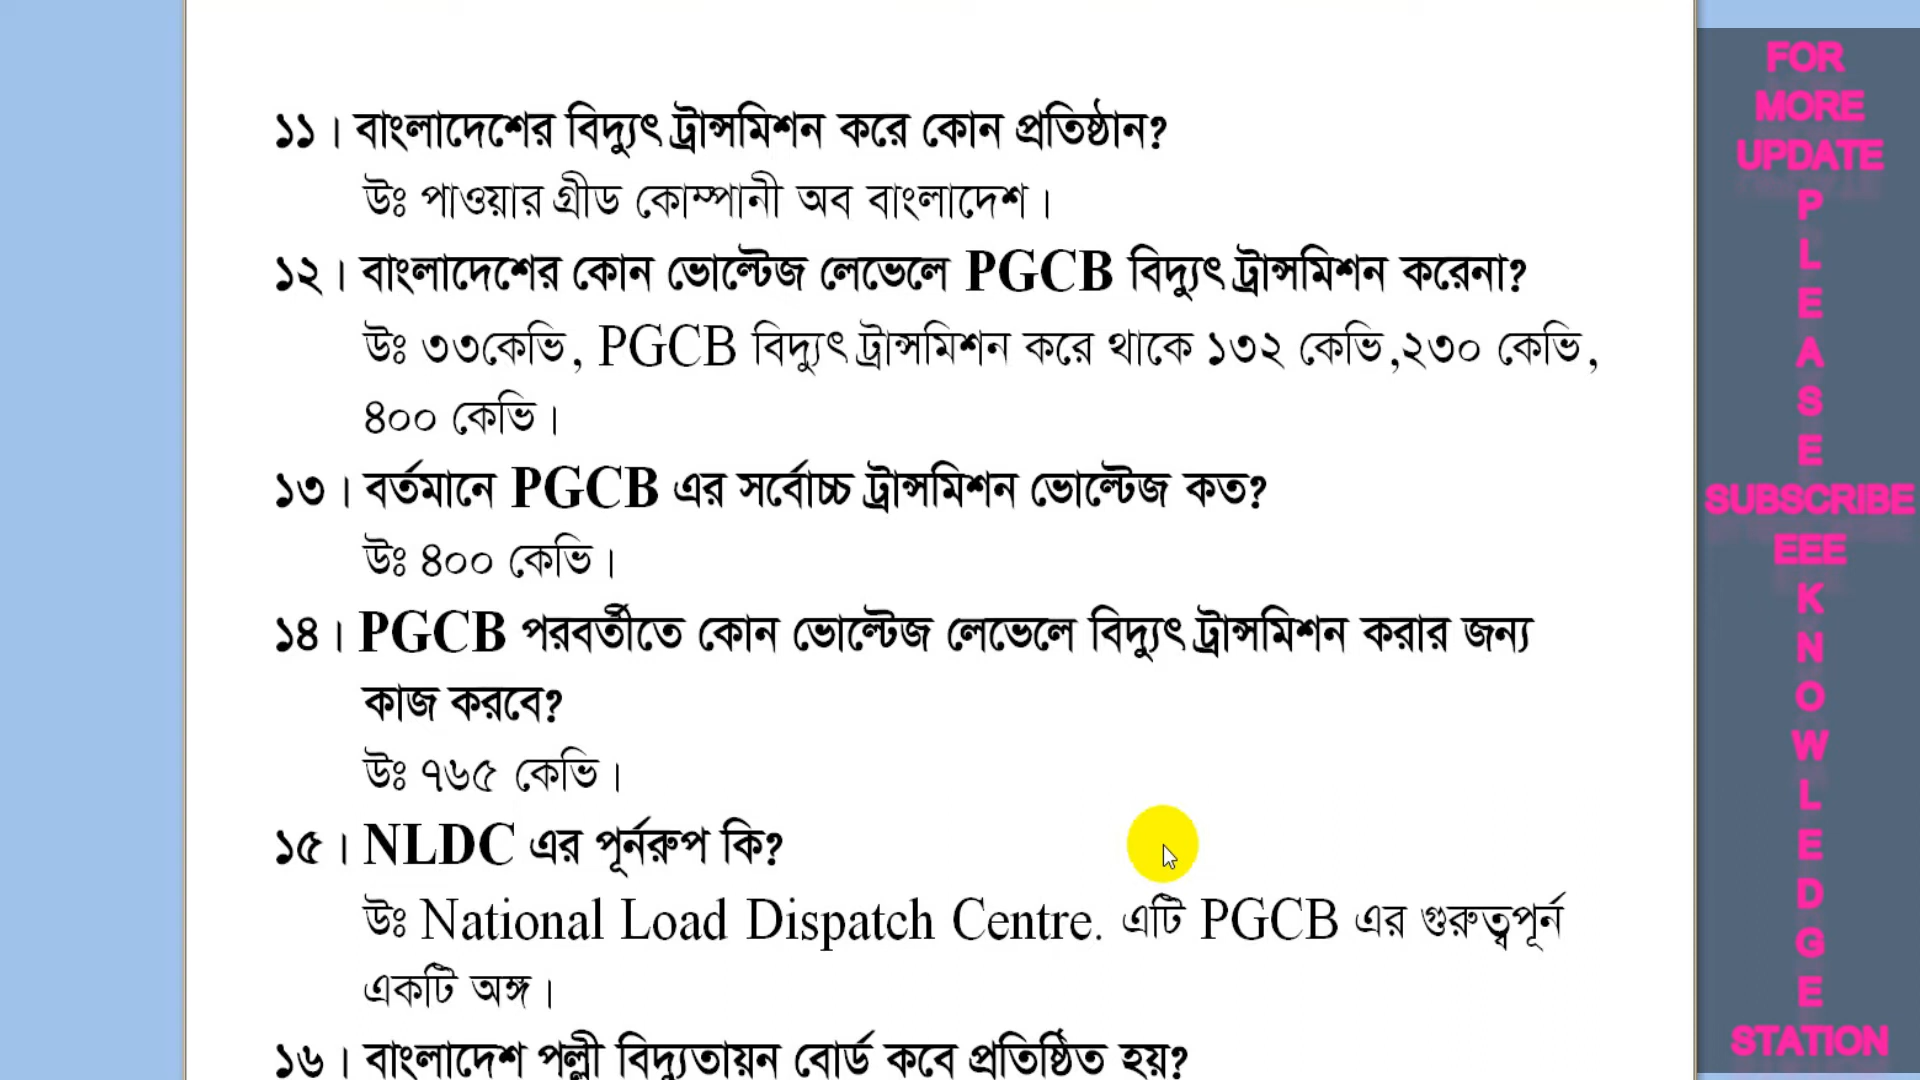 ১১। বাংলাদেশের বিদ্যুৎ ট্রান্সমিশন করে কোন প্রতিষ্ঠান?
উঃ পাওয়ার গ্রীড কোম্পানী অব বাংলাদেশ।
১২। বাংলাদেশের কোন ভোল্টেজ লেভেলে PGCB বিদ্যুৎ ট্রান্সমিশন করেনা?
উঃ ৩৩কেভি, PGCB বিদ্যুৎ ট্রান্সমিশন করে থাকে ১৩২ কেভি,২৩০ কেভি,
৪০০ কেভি।
১৩। বর্তমানে PGCB এর সর্বোচ্চ ট্রান্সমিশন ভোল্টেজ কত?
উঃ ৪০০ কেভি।
১৪। PGCB পরবর্তীতে কোন ভোল্টেজ লেভেলে বিদ্যুৎ ট্রান্সমিশন করার জন্য
কাজ করবে?
উঃ ৭৬৫ কেভি।
১৫। NLDC এর পূর্নরুপ কি?
উঃ National Load Dispatch Centre. এটি PGCB এর গুরুত্বপূর্ন
একটি অঙ্গ।
১৬। বাংলাদেশ পল্লী বিদ্যুতায়ন বোর্ড কবে প্রতিষ্ঠিত হয়?
FOR
MORE
UPDATE
P
L
E
A
S
E
SUBSCRIBE
EEE
K
N
O
W
L
E
D
G
E
STATION